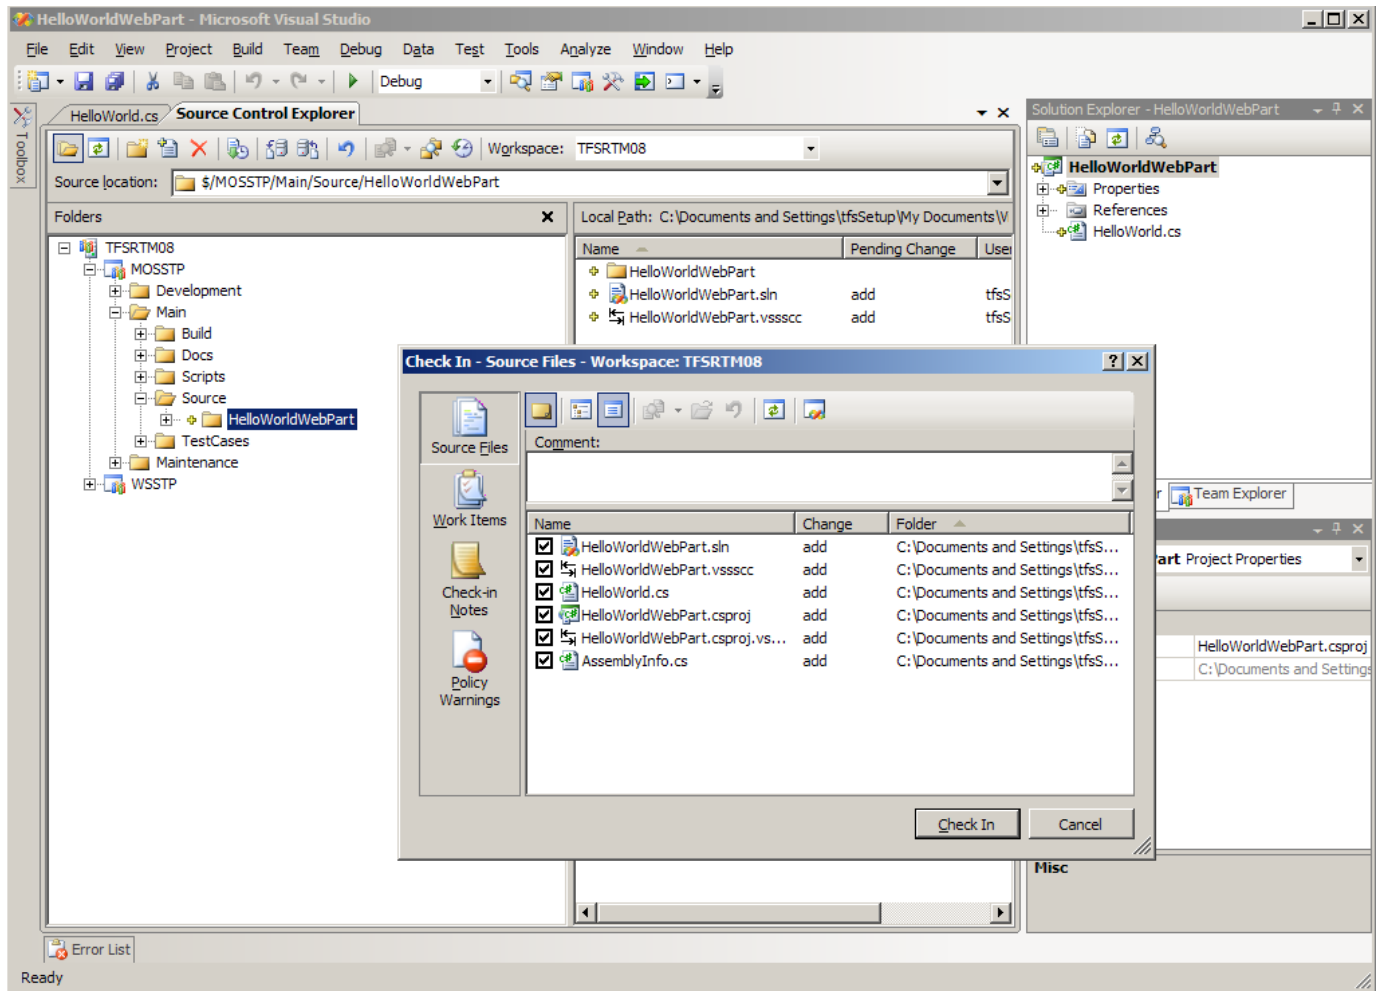 HelloWorldWebPart - Microsoft Visual Studio
File Edit View Project Build Team Debug Data Test Tools Analyze Window Help
Debug
Toolbox
HelloWorld.cs Source Control Explorer
Workspace: TFSRTM08
Source location: $/MOSSTP/Main/Source/HelloWorldWebPart
Folders
TFSRTM08
MOSSTP
Development
Main
Build
Docs
Scripts
Source
HelloWorldWebPart
TestCases
Maintenance
WSSTP
Local Path: C:\Documents and Settings\tfsSetup\My Documents\V
Name Pending Change User
HelloWorldWebPart
HelloWorldWebPart.sln add tfsS
HelloWorldWebPart.vssscc add tfsS
Solution Explorer - HelloWorldWebPart
HelloWorldWebPart
Properties
References
HelloWorld.cs
Check In - Source Files - Workspace: TFSRTM08
Source Files
Work Items
Check-in
Notes
Policy
Warnings
Comment:
Name Change Folder
HelloWorldWebPart.sln add C:\Documents and Settings\tfsS...
HelloWorldWebPart.vssscc add C:\Documents and Settings\tfsS...
HelloWorld.cs add C:\Documents and Settings\tfsS...
HelloWorldWebPart.csproj add C:\Documents and Settings\tfsS...
HelloWorldWebPart.csproj.vs... add C:\Documents and Settings\tfsS...
AssemblyInfo.cs add C:\Documents and Settings\tfsS...
Check In Cancel
r Team Explorer
Part Project Properties
HelloWorldWebPart.csproj
C:\Documents and Settings
Misc
Error List
Ready